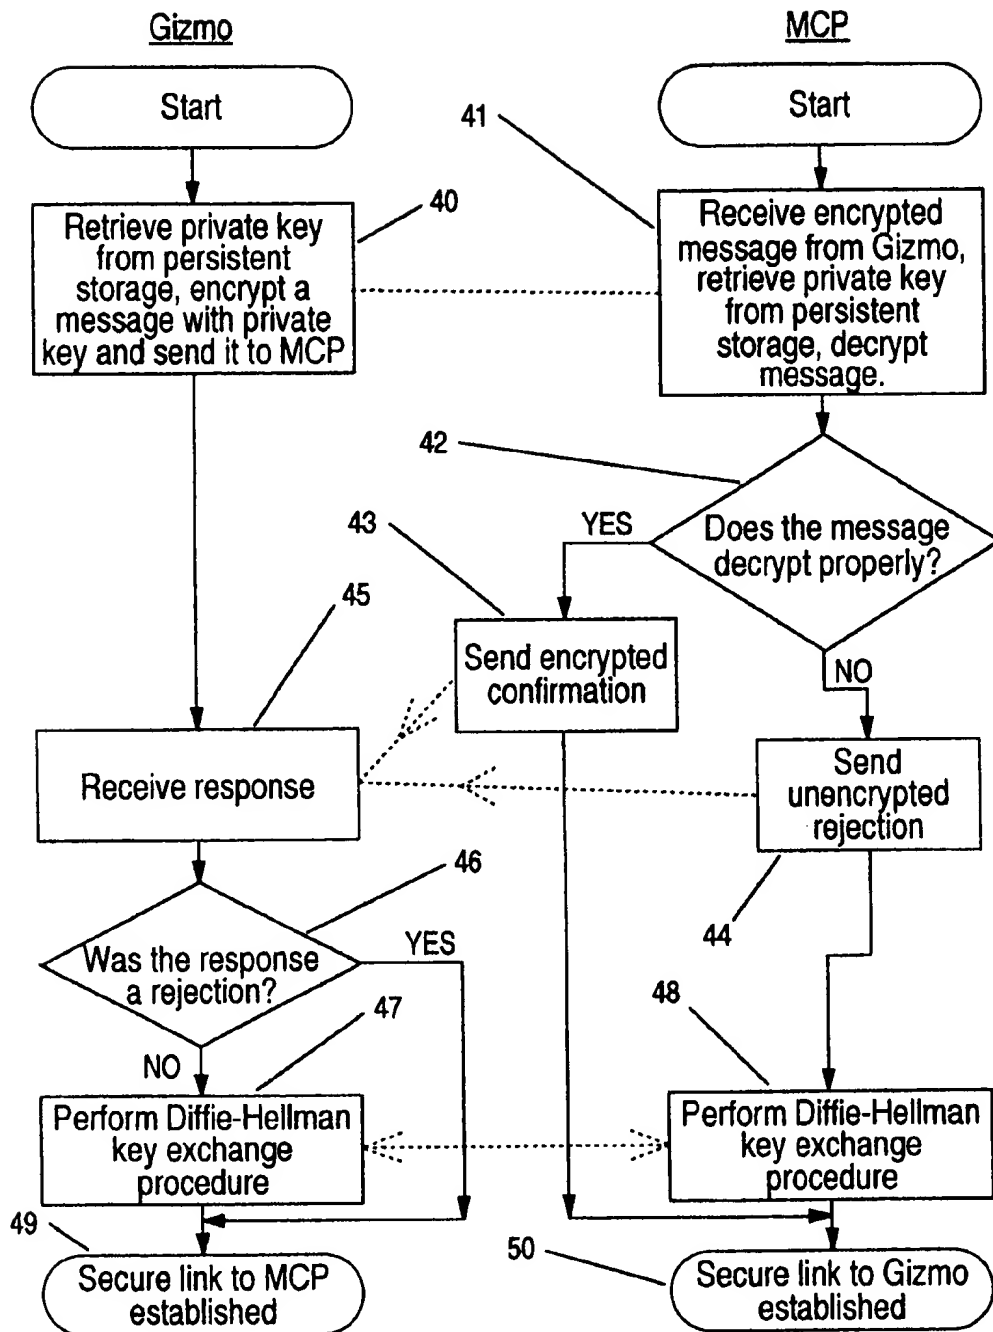 Gizmo
MCP
Start
Start
41
40
Retrieve private key
from persistent
storage, encrypt a
message with private
key and send it to MCP
Receive encrypted
message from Gizmo,
retrieve private key
from persistent
storage, decrypt
message.
42
Does the message
decrypt properly?
YES
43
NO
45
Send encrypted
confirmation
Receive response
Send
unencrypted
rejection
44
46
Was the response
a rejection?
YES
NO
47
48
Perform Diffie-Hellman
key exchange
procedure
Perform Diffie-Hellman
key exchange
procedure
49
Secure link to MCP
established
50
Secure link to Gizmo
established